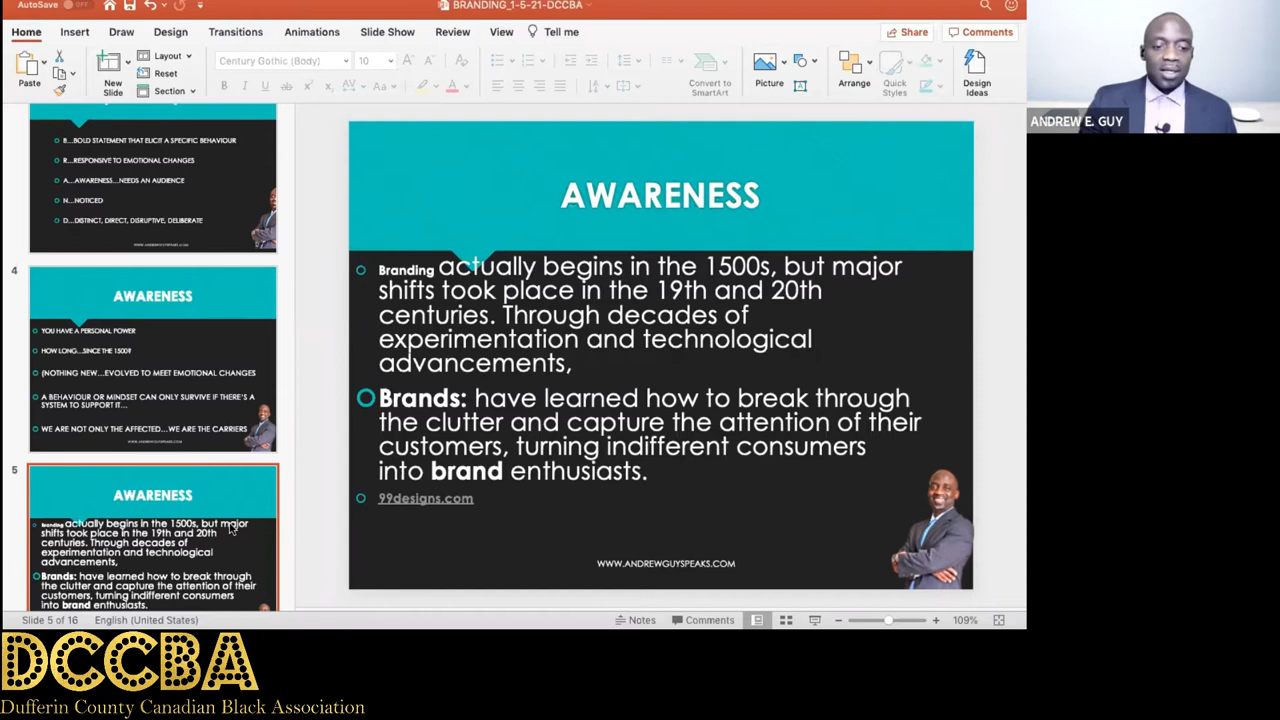 AutoSave OFF
BRANDING_1-5-21-DCCBA
Home Insert Draw Design Transitions Animations Slide Show Review View Tell me Share Comments
Paste New Slide Layout Reset Section Century Gothic (Body) 10 Convert to SmartArt Picture Arrange Quick Styles Design Ideas
B I U
ANDREW E. GUY
B...BOLD STATEMENT THAT ELICIT A SPECIFIC BEHAVIOUR
R...RESPONSIVE TO EMOTIONAL CHANGES
A...AWARENESS...NEEDS AN AUDIENCE
N...NOTICED
D...DISTINCT, DIRECT, DISRUPTIVE, DELIBERATE
WWW.ANDREWGUYSPEAKS.COM
4
AWARENESS
YOU HAVE A PERSONAL POWER
HOW LONG...SINCE THE 1500?
(NOTHING NEW...EVOLVED TO MEET EMOTIONAL CHANGES
A BEHAVIOUR OR MINDSET CAN ONLY SURVIVE IF THERE'S A
SYSTEM TO SUPPORT IT...
WE ARE NOT ONLY THE AFFECTED...WE ARE THE CARRIERS
WWW.ANDREWGUYSPEAKS.COM
5
AWARENESS
Branding actually begins in the 1500s, but major
shifts took place in the 19th and 20th
centuries. Through decades of
experimentation and technological
advancements,
Brands: have learned how to break through
the clutter and capture the attention of their
customers, turning indifferent consumers
into brand enthusiasts.
AWARENESS
Branding actually begins in the 1500s, but major
shifts took place in the 19th and 20th
centuries. Through decades of
experimentation and technological
advancements,
Brands: have learned how to break through
the clutter and capture the attention of their
customers, turning indifferent consumers
into brand enthusiasts.
99designs.com
WWW.ANDREWGUYSPEAKS.COM
Slide 5 of 16 English (United States) Notes Comments 109%
DCCBA
Dufferin County Canadian Black Association